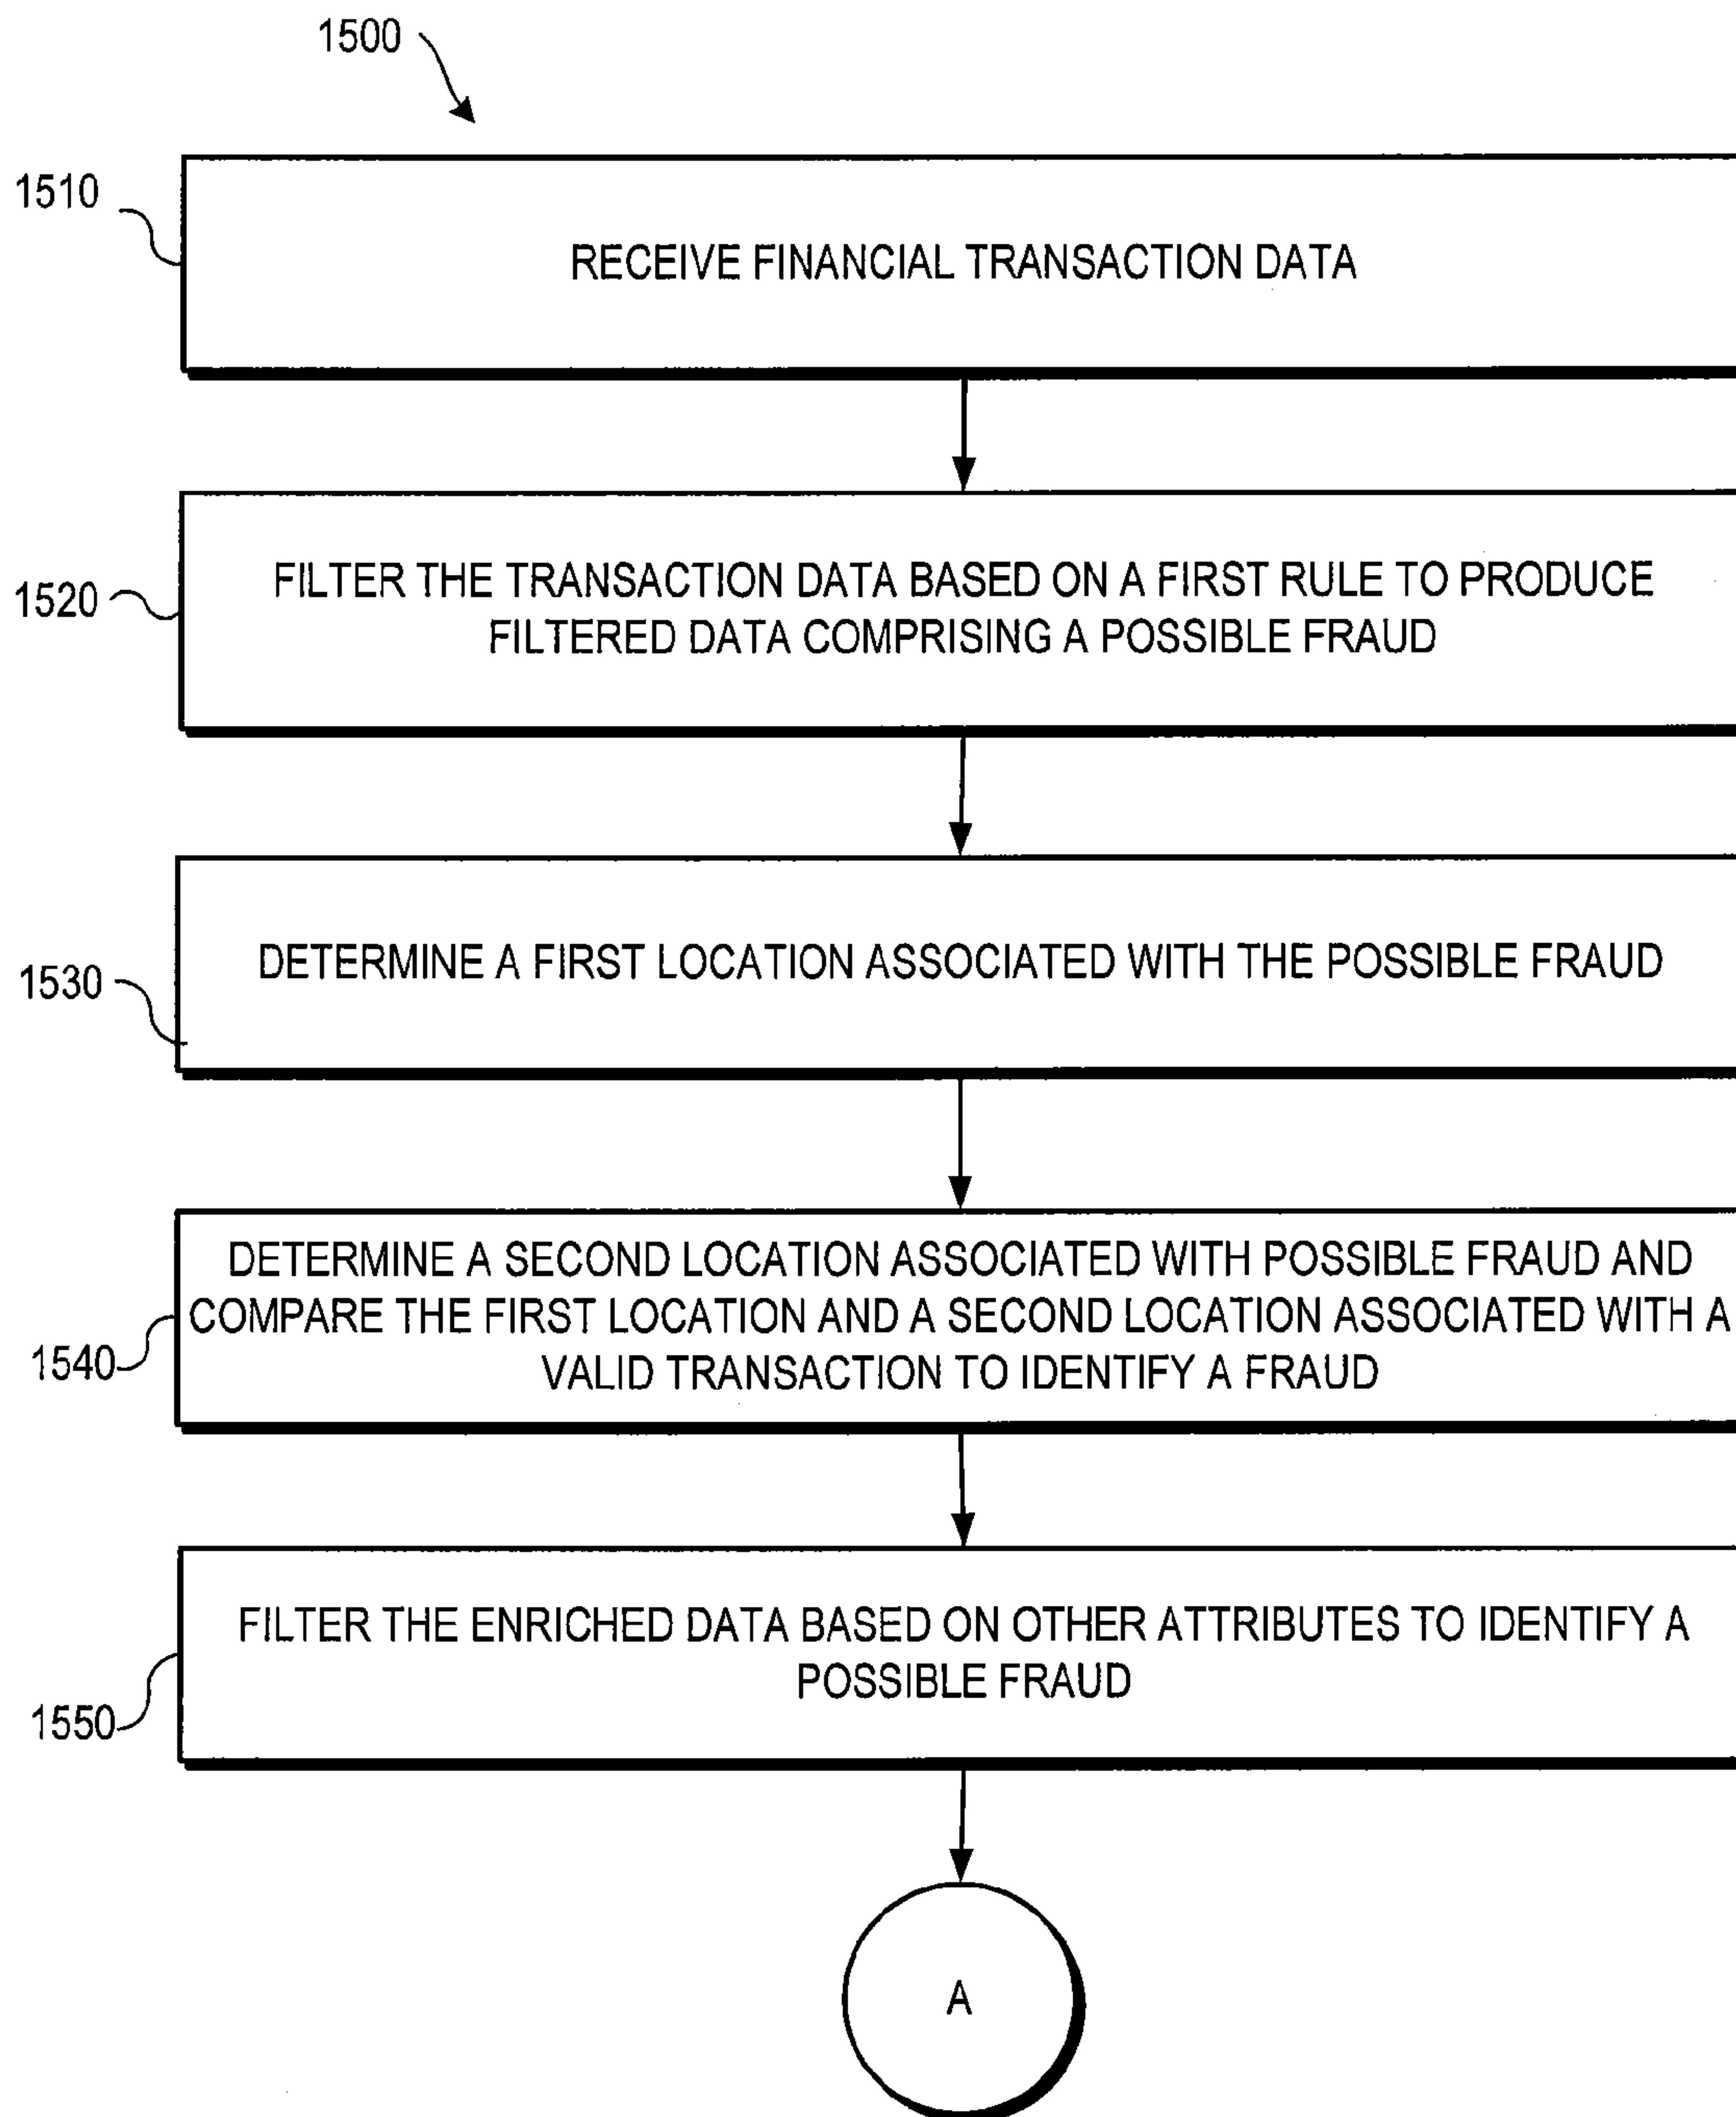 1500
1510
RECEIVE FINANCIAL TRANSACTION DATA
1520
FILTER THE TRANSACTION DATA BASED ON A FIRST RULE TO PRODUCE
FILTERED DATA COMPRISING A POSSIBLE FRAUD
1530
DETERMINE A FIRST LOCATION ASSOCIATED WITH THE POSSIBLE FRAUD
1540
DETERMINE A SECOND LOCATION ASSOCIATED WITH POSSIBLE FRAUD AND
COMPARE THE FIRST LOCATION AND A SECOND LOCATION ASSOCIATED WITH A
VALID TRANSACTION TO IDENTIFY A FRAUD
1550
FILTER THE ENRICHED DATA BASED ON OTHER ATTRIBUTES TO IDENTIFY A
POSSIBLE FRAUD
A